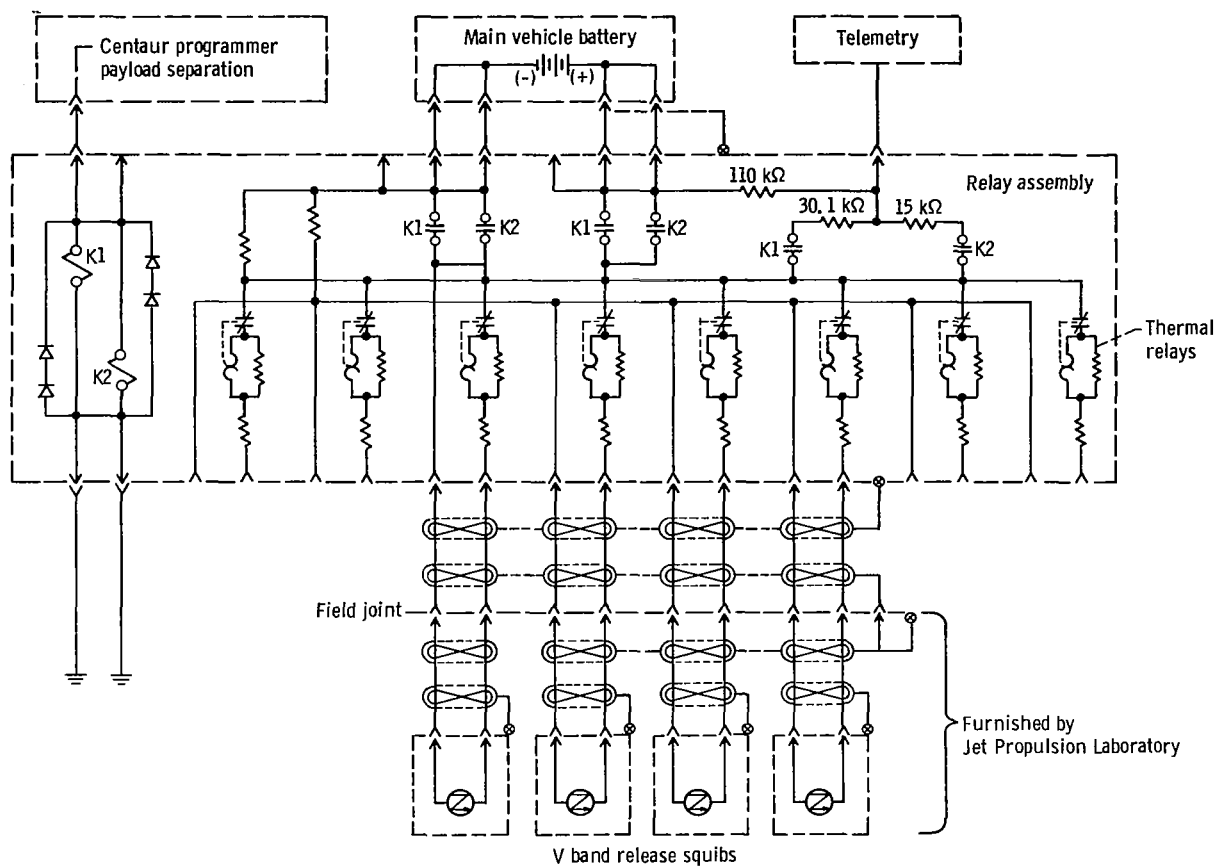 Centaur programmer
payload separation
Main vehicle battery
(-)
(+)
Telemetry
110 kΩ
Relay assembly
30.1 kΩ
15 kΩ
K1
K2
K1
K2
K1
K2
K1
K2
Thermal
relays
Field joint
Furnished by
Jet Propulsion Laboratory
V band release squibs